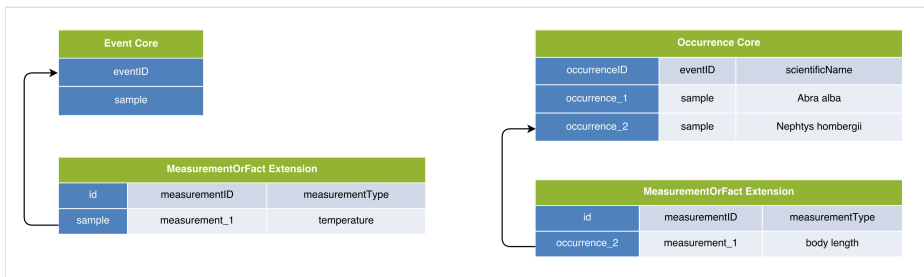 Event Core
eventID
sample
MeasurementOrFact Extension
id measurementID measurementType
sample measurement_1 temperature
Occurrence Core
occurrenceID eventID scientificName
occurrence_1 sample Abra alba
occurrence_2 sample Nephtys hombergii
MeasurementOrFact Extension
id measurementID measurementType
occurrence_2 measurement_1 body length